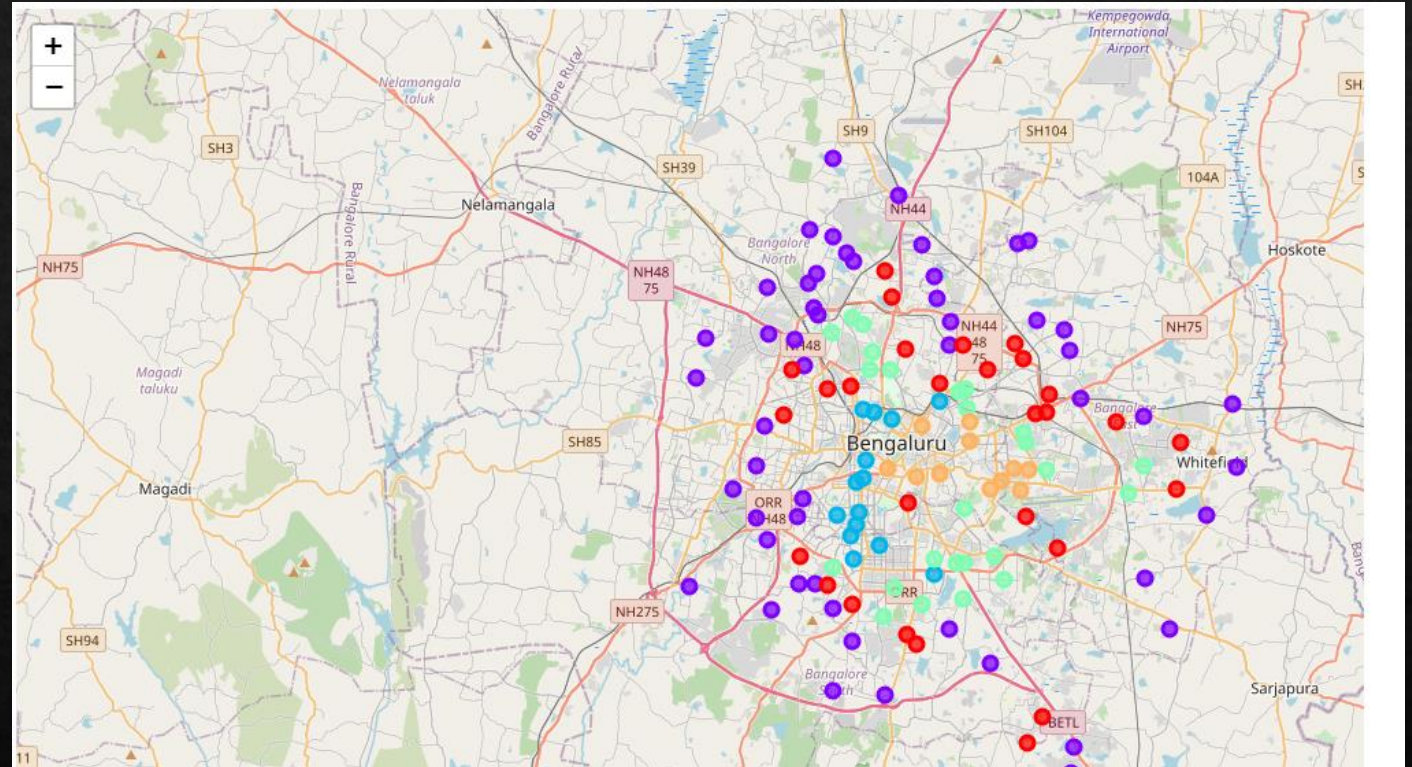 +
−
Kempegowda
International
Airport
Nelamangala
taluk
Bangalore Rural
SH3
SH39
SH9
SH104
104A
Nelamangala
NH44
Bangalore
North
Bangalore Rural
NH75
NH48
75
Hoskote
NH44
48
75
NH75
NH48
Magadi
taluku
SH85
Bengaluru
Bangalore
Whitefield
Magadi
ORR
NH48
NH275
ORR
SH94
Bangalore
South
Sarjapura
BETL
11